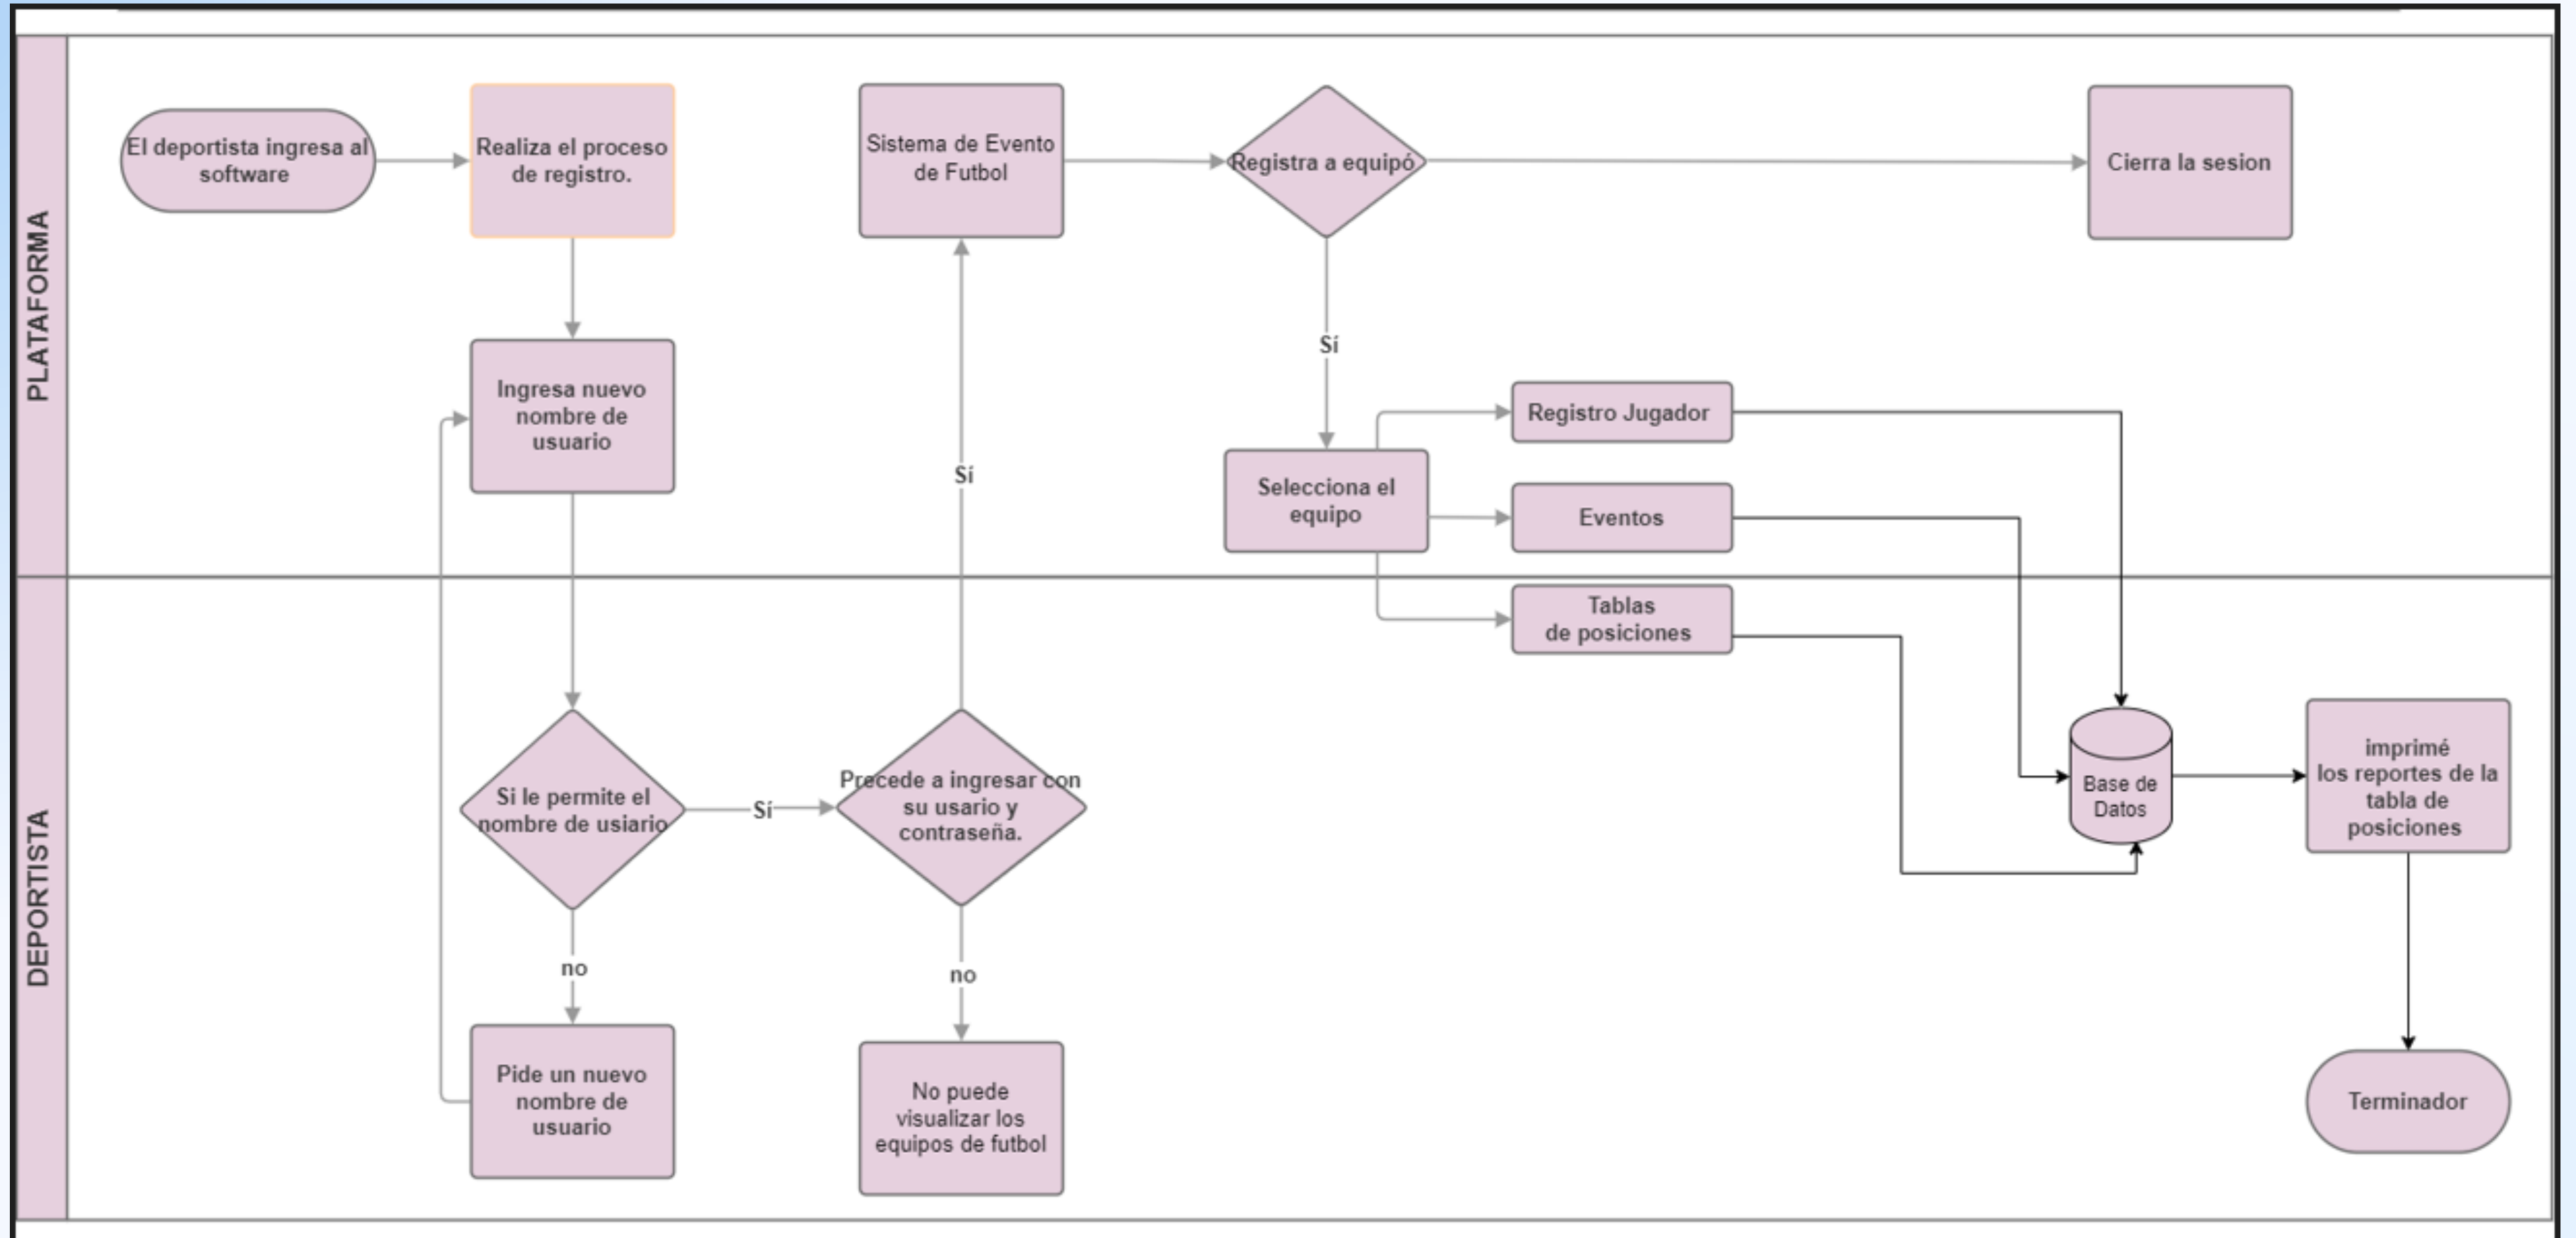 PLATAFORMA
El deportista ingresa al
software
Realiza el proceso
de registro.
Sistema de Evento
de Futbol
Registra a equipó
Cierra la sesion
Ingresa nuevo
nombre de
usuario
Sí
Sí
Selecciona el
equipo
Registro Jugador
Eventos
DEPORTISTA
Tablas
de posiciones
Si le permite el
nombre de usiario
Sí
Precede a ingresar con
su usario y
contraseña.
Base de
Datos
imprimé
los reportes de la
tabla de
posiciones
no
no
Pide un nuevo
nombre de
usuario
No puede
visualizar los
equipos de futbol
Terminador